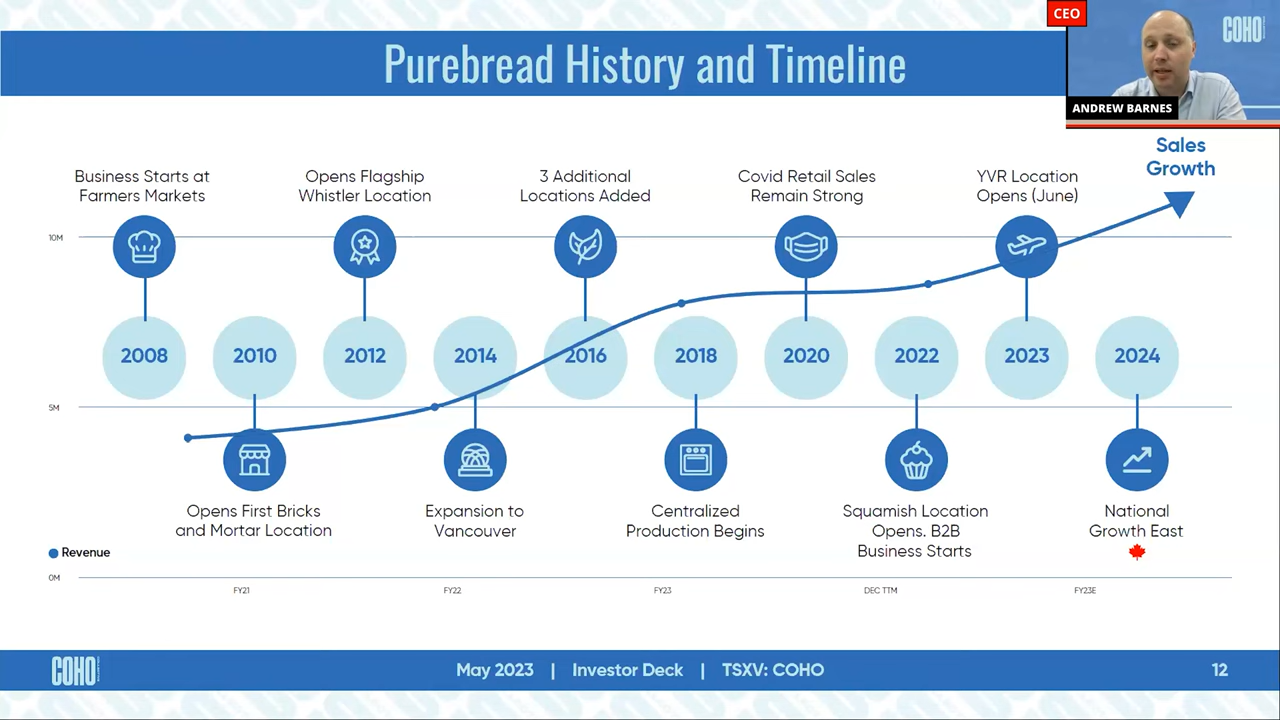 CEO
COHO
ANDREW BARNES
Purebread History and Timeline
Sales
Growth
Business Starts at
Farmers Markets
Opens Flagship
Whistler Location
3 Additional
Locations Added
Covid Retail Sales
Remain Strong
YVR Location
Opens (June)
10M
2008
2010
2012
2014
2016
2018
2020
2022
2023
2024
5M
Opens First Bricks
and Mortar Location
Expansion to
Vancouver
Centralized
Production Begins
Squamish Location
Opens. B2B
Business Starts
National
Growth East
Revenue
0M
FY21
FY22
FY23
DEC TTM
FY23E
COHO
May 2023 | Investor Deck | TSXV: COHO
12